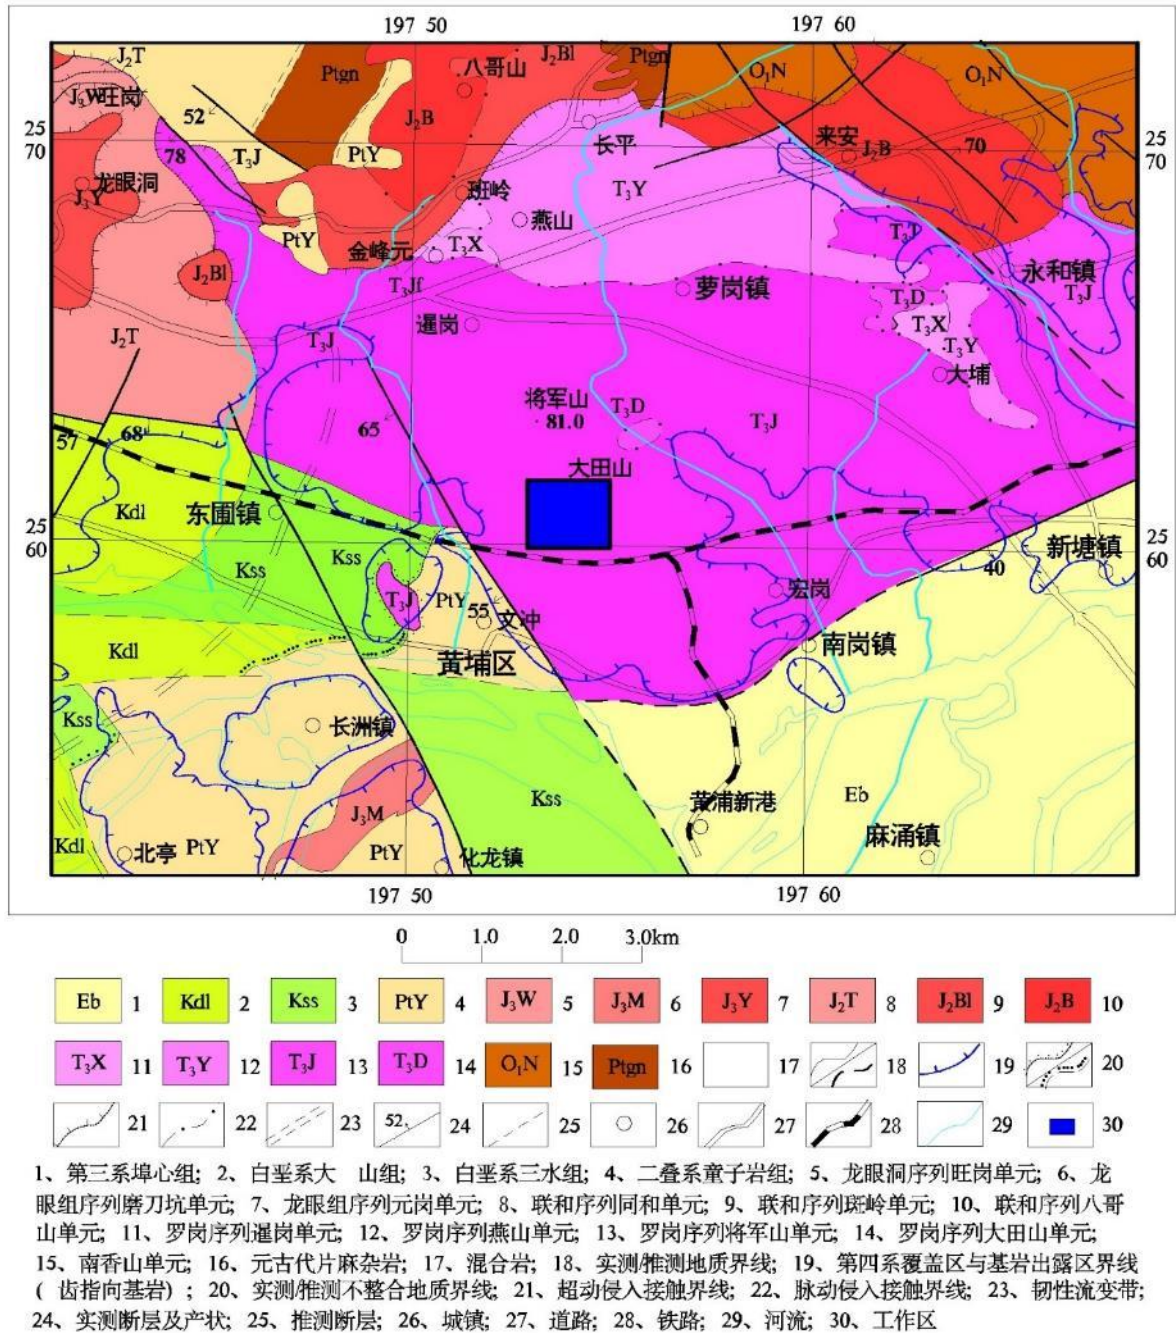 197 50
197 60
J₂T
Ptgn
八哥山
J₂Bl
Ptgn
O₁N
O₁N
J₃W
旺岗
52
J₂B
长平
来安
J₂B
70
25
70
25
70
78
T₃J
PtY
龙眼洞
J₃Y
班岭
燕山
T₃Y
PtY
金峰元
T₃X
永和镇
J₂Bl
T₃Jf
萝岗镇
T₃D
T₃J
T₃X
J₂T
T₃J
暹岗
T₃Y
大埔
将军山
81.0
T₃D
T₃J
65
68
57
大田山
Kdl
东圃镇
25
60
新塘镇
25
60
Kss
Kss
40
T₃J
PtY
55
文冲
宏岗
Kdl
黄埔区
南岗镇
Kss
长洲镇
J₃M
Kss
黄浦新港
Eb
麻涌镇
Kdl
北亭
PtY
PtY
化龙镇
197 50
197 60
0 1.0 2.0 3.0km
Eb 1 Kdl 2 Kss 3 PtY 4 J₃W 5 J₃M 6 J₃Y 7 J₂T 8 J₂Bl 9 J₂B 10
T₃X 11 T₃Y 12 T₃J 13 T₃D 14 O₁N 15 Ptgn 16 17 18 19 20
21 22 23 52 24 25 26 27 28 29 30
1、第三系埠心组; 2、白垩系大 山组; 3、白垩系三水组; 4、二叠系童子岩组; 5、龙眼洞序列旺岗单元; 6、龙
眼组序列磨刀坑单元; 7、龙眼组序列元岗单元; 8、联和序列同和单元; 9、联和序列斑岭单元; 10、联和序列八哥
山单元; 11、罗岗序列暹岗单元; 12、罗岗序列燕山单元; 13、罗岗序列将军山单元; 14、罗岗序列大田山单元;
15、南香山单元; 16、元古代片麻杂岩; 17、混合岩; 18、实测/推测地质界线; 19、第四系覆盖区与基岩出露区界线
( 齿指向基岩) ; 20、实测/推测不整合地质界线; 21、超动侵入接触界线; 22、脉动侵入接触界线; 23、韧性流变带;
24、实测断层及产状; 25、推测断层; 26、城镇; 27、道路; 28、铁路; 29、河流; 30、工作区